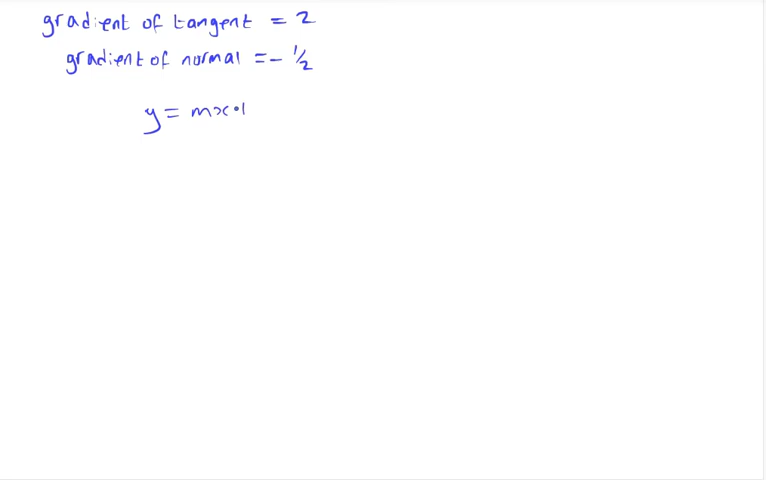 gradient of tangent = 2
gradient of normal = - 1/2
y = mx